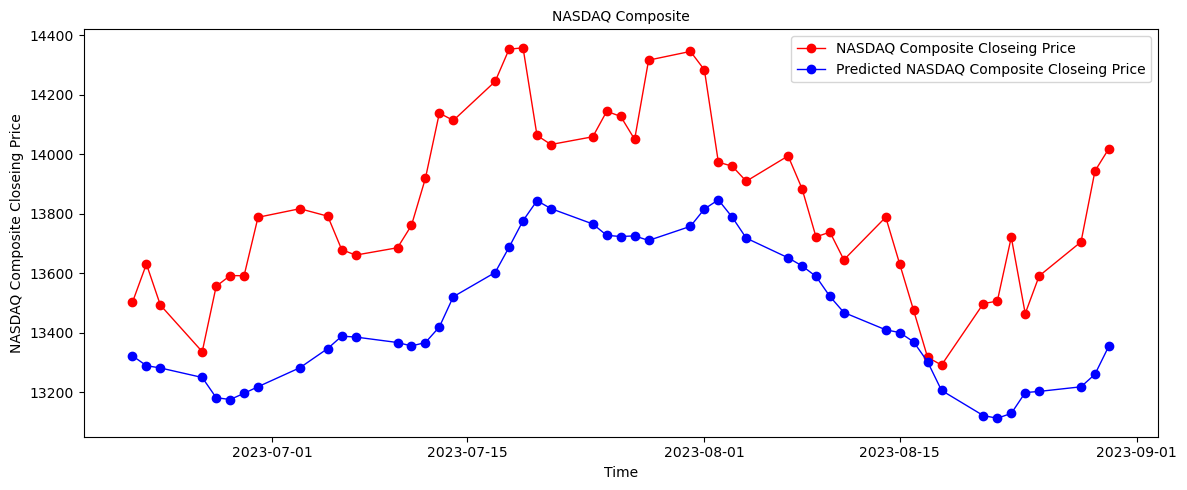 NASDAQ Composite
NASDAQ Composite Closeing Price
Predicted NASDAQ Composite Closeing Price
NASDAQ Composite Closeing Price
14400
14200
14000
13800
13600
13400
13200
2023-07-01
2023-07-15
2023-08-01
2023-08-15
2023-09-01
Time